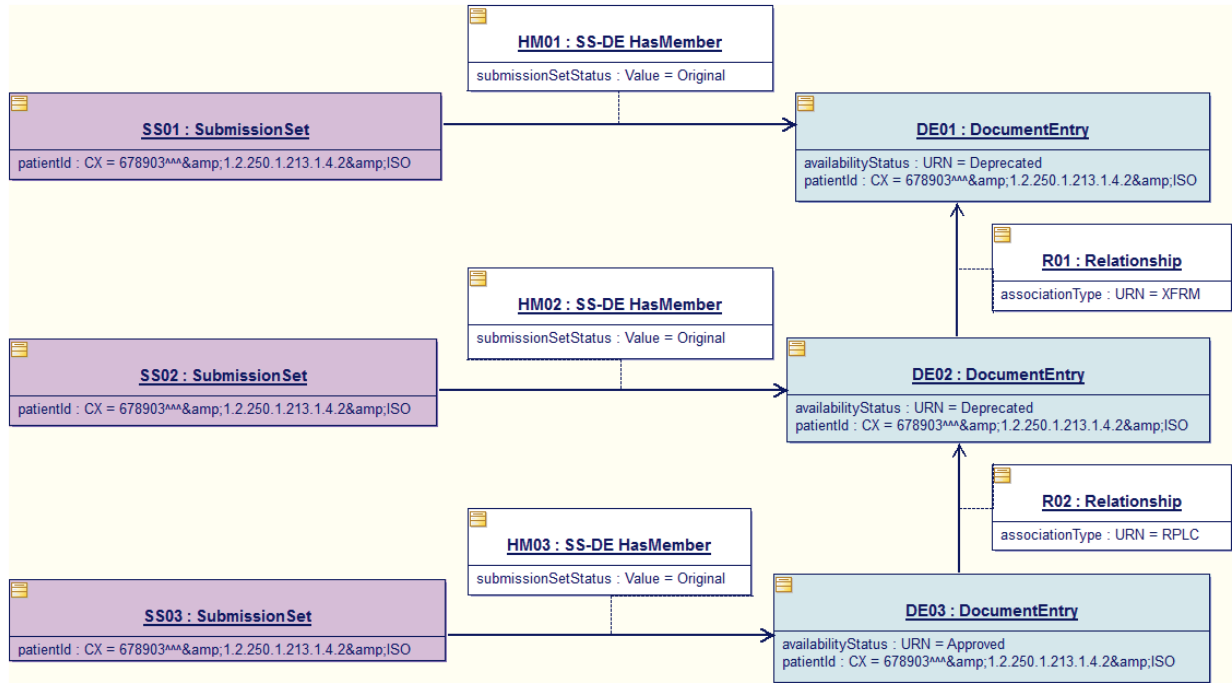 HM01 : SS-DE HasMember
submissionSetStatus : Value = Original
SS01 : SubmissionSet
patientId : CX = 678903^^^&amp;1.2.250.1.213.1.4.2&amp;ISO
DE01 : DocumentEntry
availabilityStatus : URN = Deprecated
patientId : CX = 678903^^^&amp;1.2.250.1.213.1.4.2&amp;ISO
R01 : Relationship
associationType : URN = XFRM
HM02 : SS-DE HasMember
submissionSetStatus : Value = Original
SS02 : SubmissionSet
patientId : CX = 678903^^^&amp;1.2.250.1.213.1.4.2&amp;ISO
DE02 : DocumentEntry
availabilityStatus : URN = Deprecated
patientId : CX = 678903^^^&amp;1.2.250.1.213.1.4.2&amp;ISO
R02 : Relationship
associationType : URN = RPLC
HM03 : SS-DE HasMember
submissionSetStatus : Value = Original
SS03 : SubmissionSet
patientId : CX = 678903^^^&amp;1.2.250.1.213.1.4.2&amp;ISO
DE03 : DocumentEntry
availabilityStatus : URN = Approved
patientId : CX = 678903^^^&amp;1.2.250.1.213.1.4.2&amp;ISO